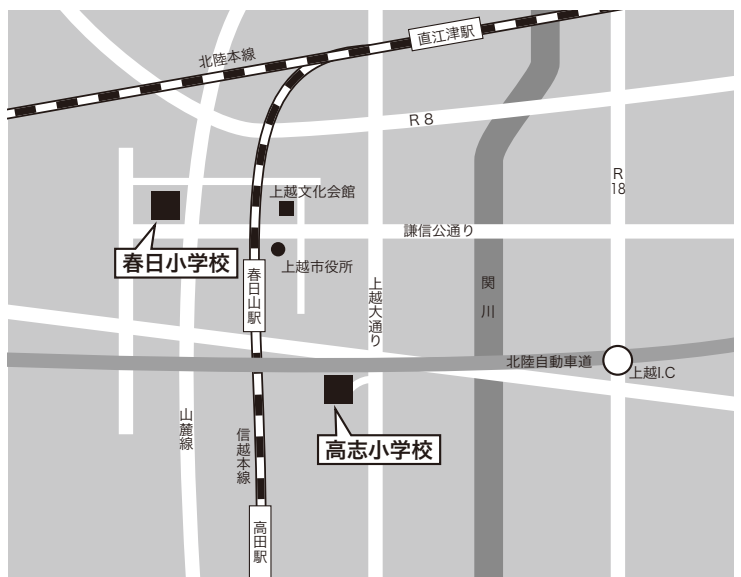 直江津駅
北陸本線
R8
R
18
上越文化会館
謙信公通り
春日小学校
上越市役所
春日山駅
関川
上越大通り
北陸自動車道
上越I.C
山麓線
信越本線
高志小学校
高田駅